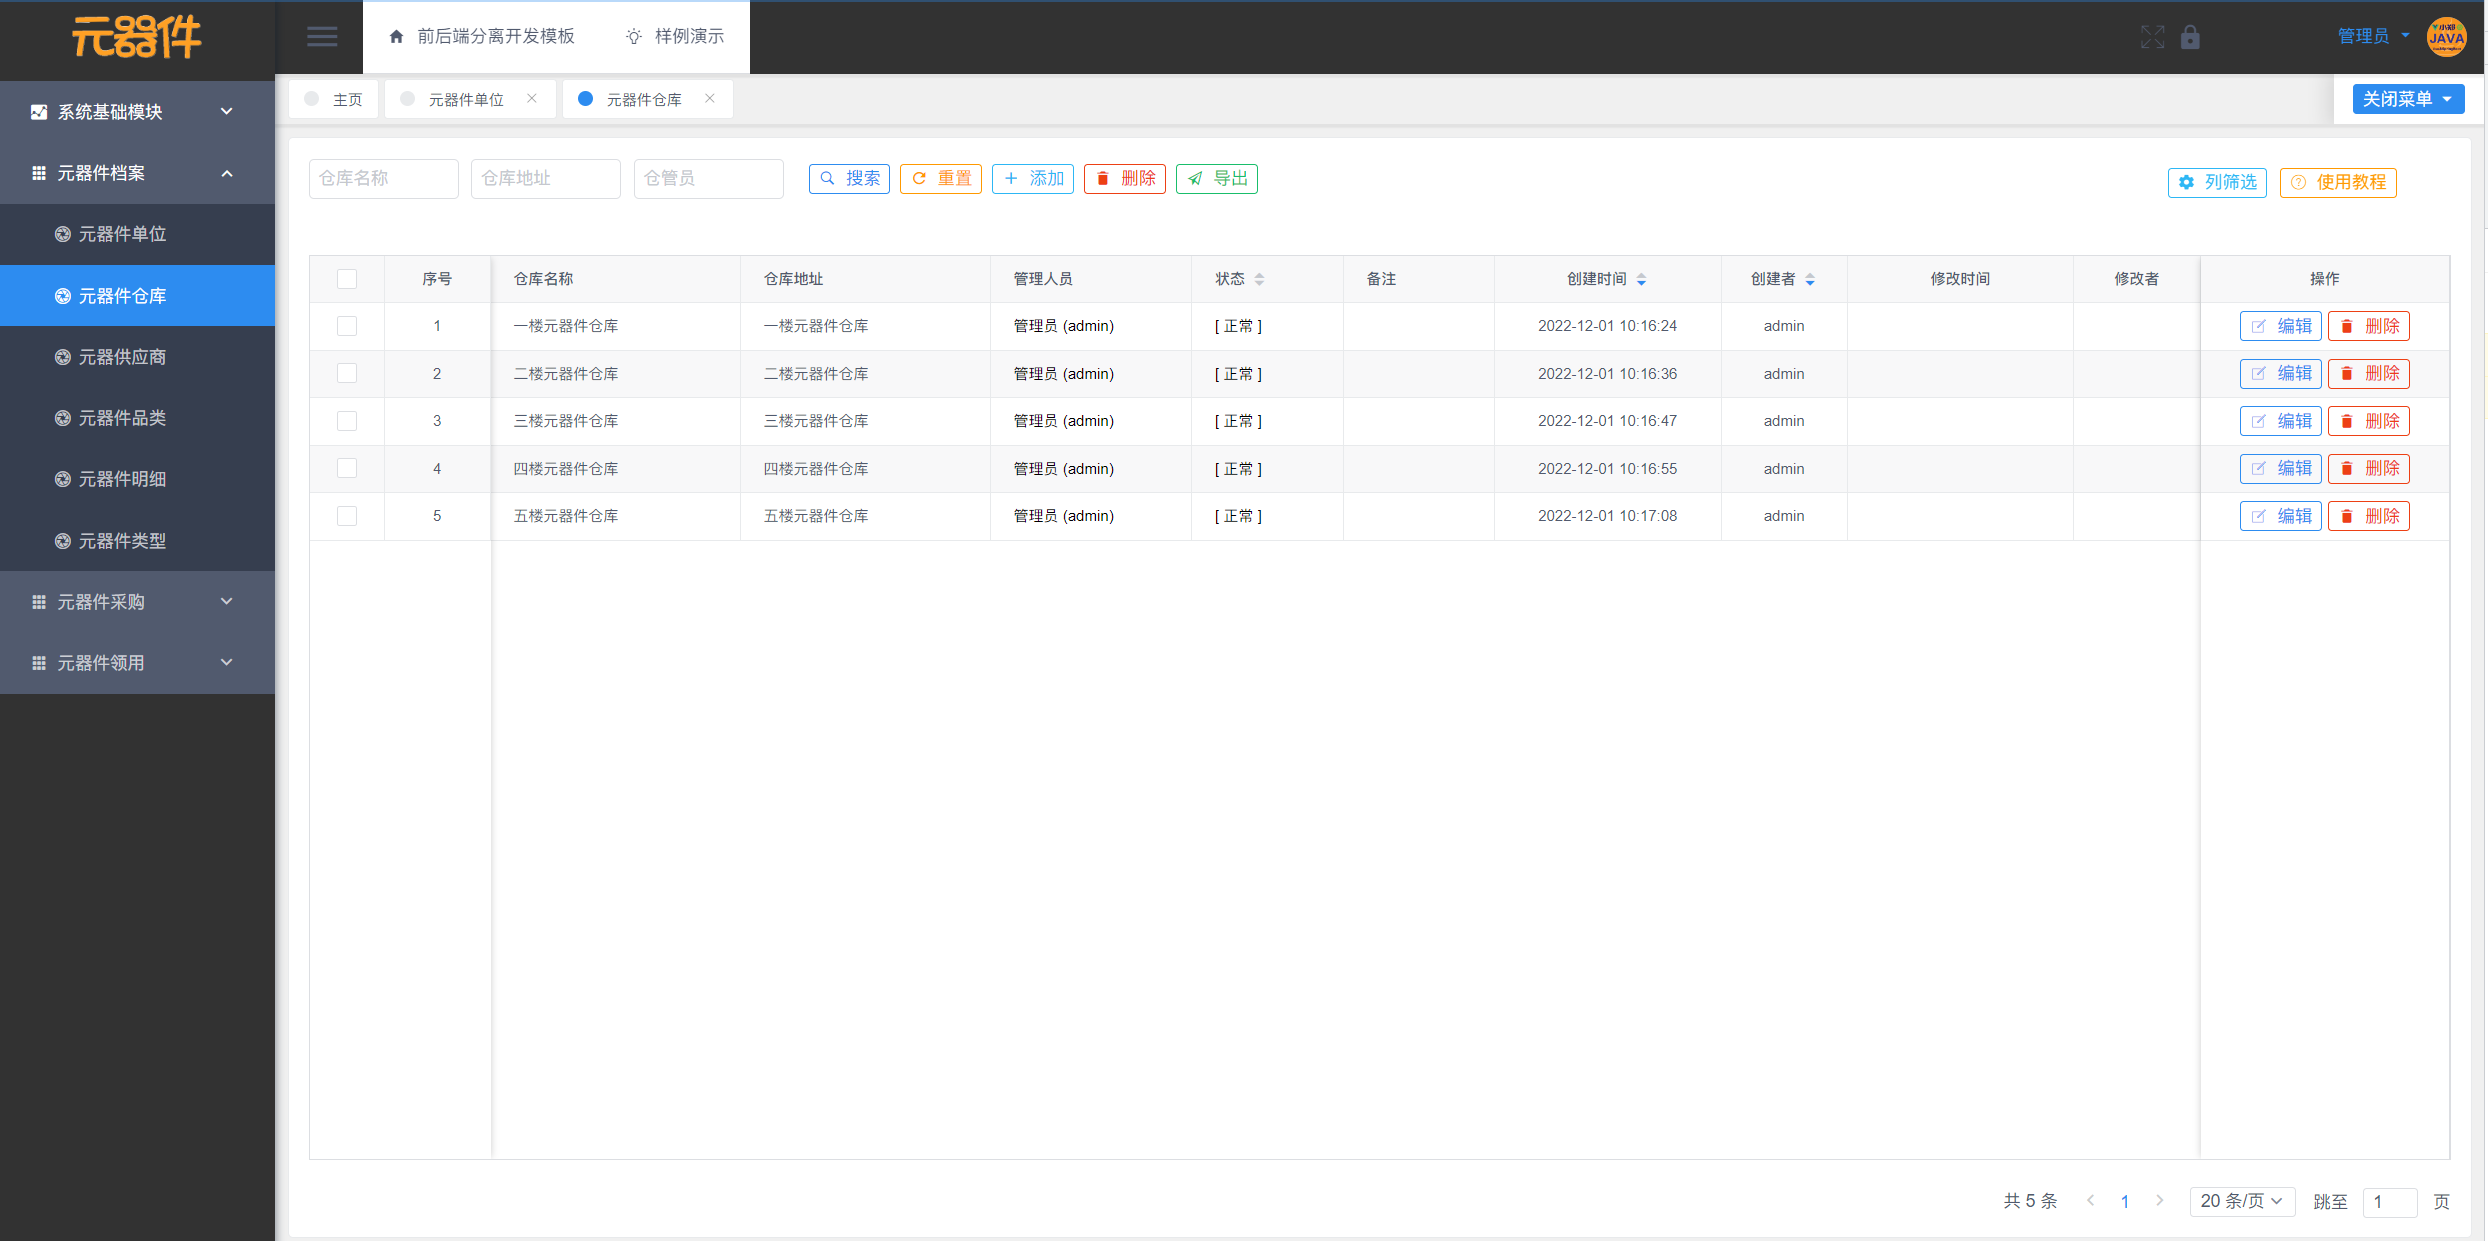 元器件
前后端分离开发模板 样例演示
管理员
小郑
JAVA
主页 元器件单位 元器件仓库
关闭菜单
系统基础模块
元器件档案
元器件单位
元器件仓库
元器供应商
元器件品类
元器件明细
元器件类型
元器件采购
元器件领用
仓库名称 仓库地址 仓管员 搜索 重置 添加 删除 导出
列筛选 使用教程
序号 仓库名称 仓库地址 管理人员 状态 备注 创建时间 创建者 修改时间 修改者 操作
1 一楼元器件仓库 一楼元器件仓库 管理员 (admin) [ 正常 ] 2022-12-01 10:16:24 admin 编辑 删除
2 二楼元器件仓库 二楼元器件仓库 管理员 (admin) [ 正常 ] 2022-12-01 10:16:36 admin 编辑 删除
3 三楼元器件仓库 三楼元器件仓库 管理员 (admin) [ 正常 ] 2022-12-01 10:16:47 admin 编辑 删除
4 四楼元器件仓库 四楼元器件仓库 管理员 (admin) [ 正常 ] 2022-12-01 10:16:55 admin 编辑 删除
5 五楼元器件仓库 五楼元器件仓库 管理员 (admin) [ 正常 ] 2022-12-01 10:17:08 admin 编辑 删除
共 5 条 1 20 条/页 跳至 1 页